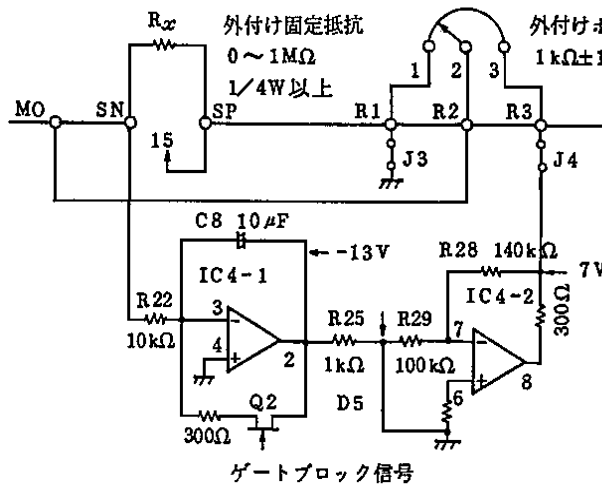 Rx
外付け固定抵抗
0～1MΩ
1/4W以上
外付けポ
1kΩ±1
1 2 3
MO SN SP R1 R2 R3
15
J3 J4
C8 10μF
-13V
R28 140kΩ
7V
IC4-1
IC4-2
300Ω
R22
10kΩ
3
4
2
R25
1kΩ
R29
100kΩ
7
6
8
D5
300Ω
Q2
ゲートブロック信号